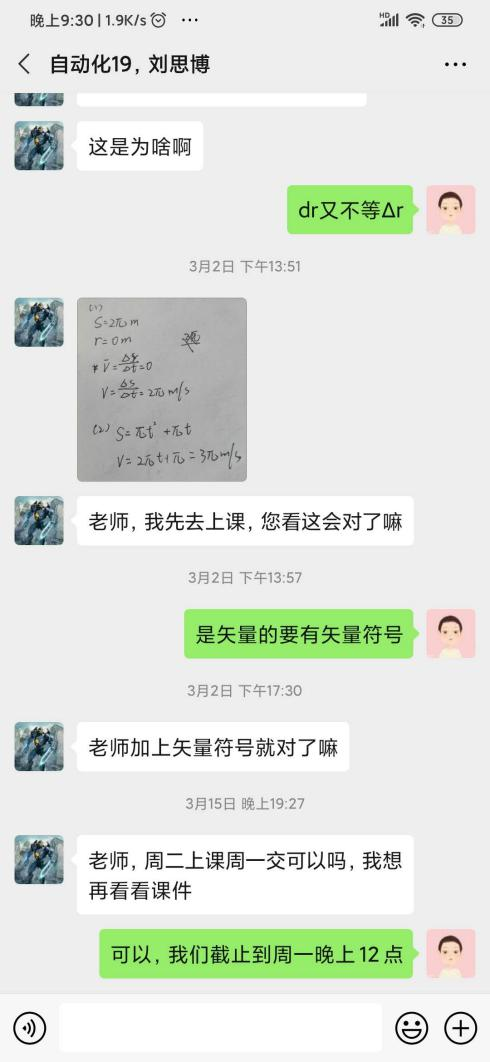 晚上9:30 | 1.9K/s
HD
35
自动化19，刘思博
这是为啥啊
dr又不等Δr
3月2日 下午13:51
(1)
S=2πm
r=0m
* V̄=Δr/Δt=0
V=Δs/Δt=2πm/s
(2) S=πt²+πt
V=2πt+π=3πm/s
老师，我先去上课，您看这会对了嘛
3月2日 下午13:57
是矢量的要有矢量符号
3月2日 下午17:30
老师加上矢量符号就对了嘛
3月15日 晚上19:27
老师，周二上课周一交可以吗，我想
再看看课件
可以，我们截止到周一晚上12点